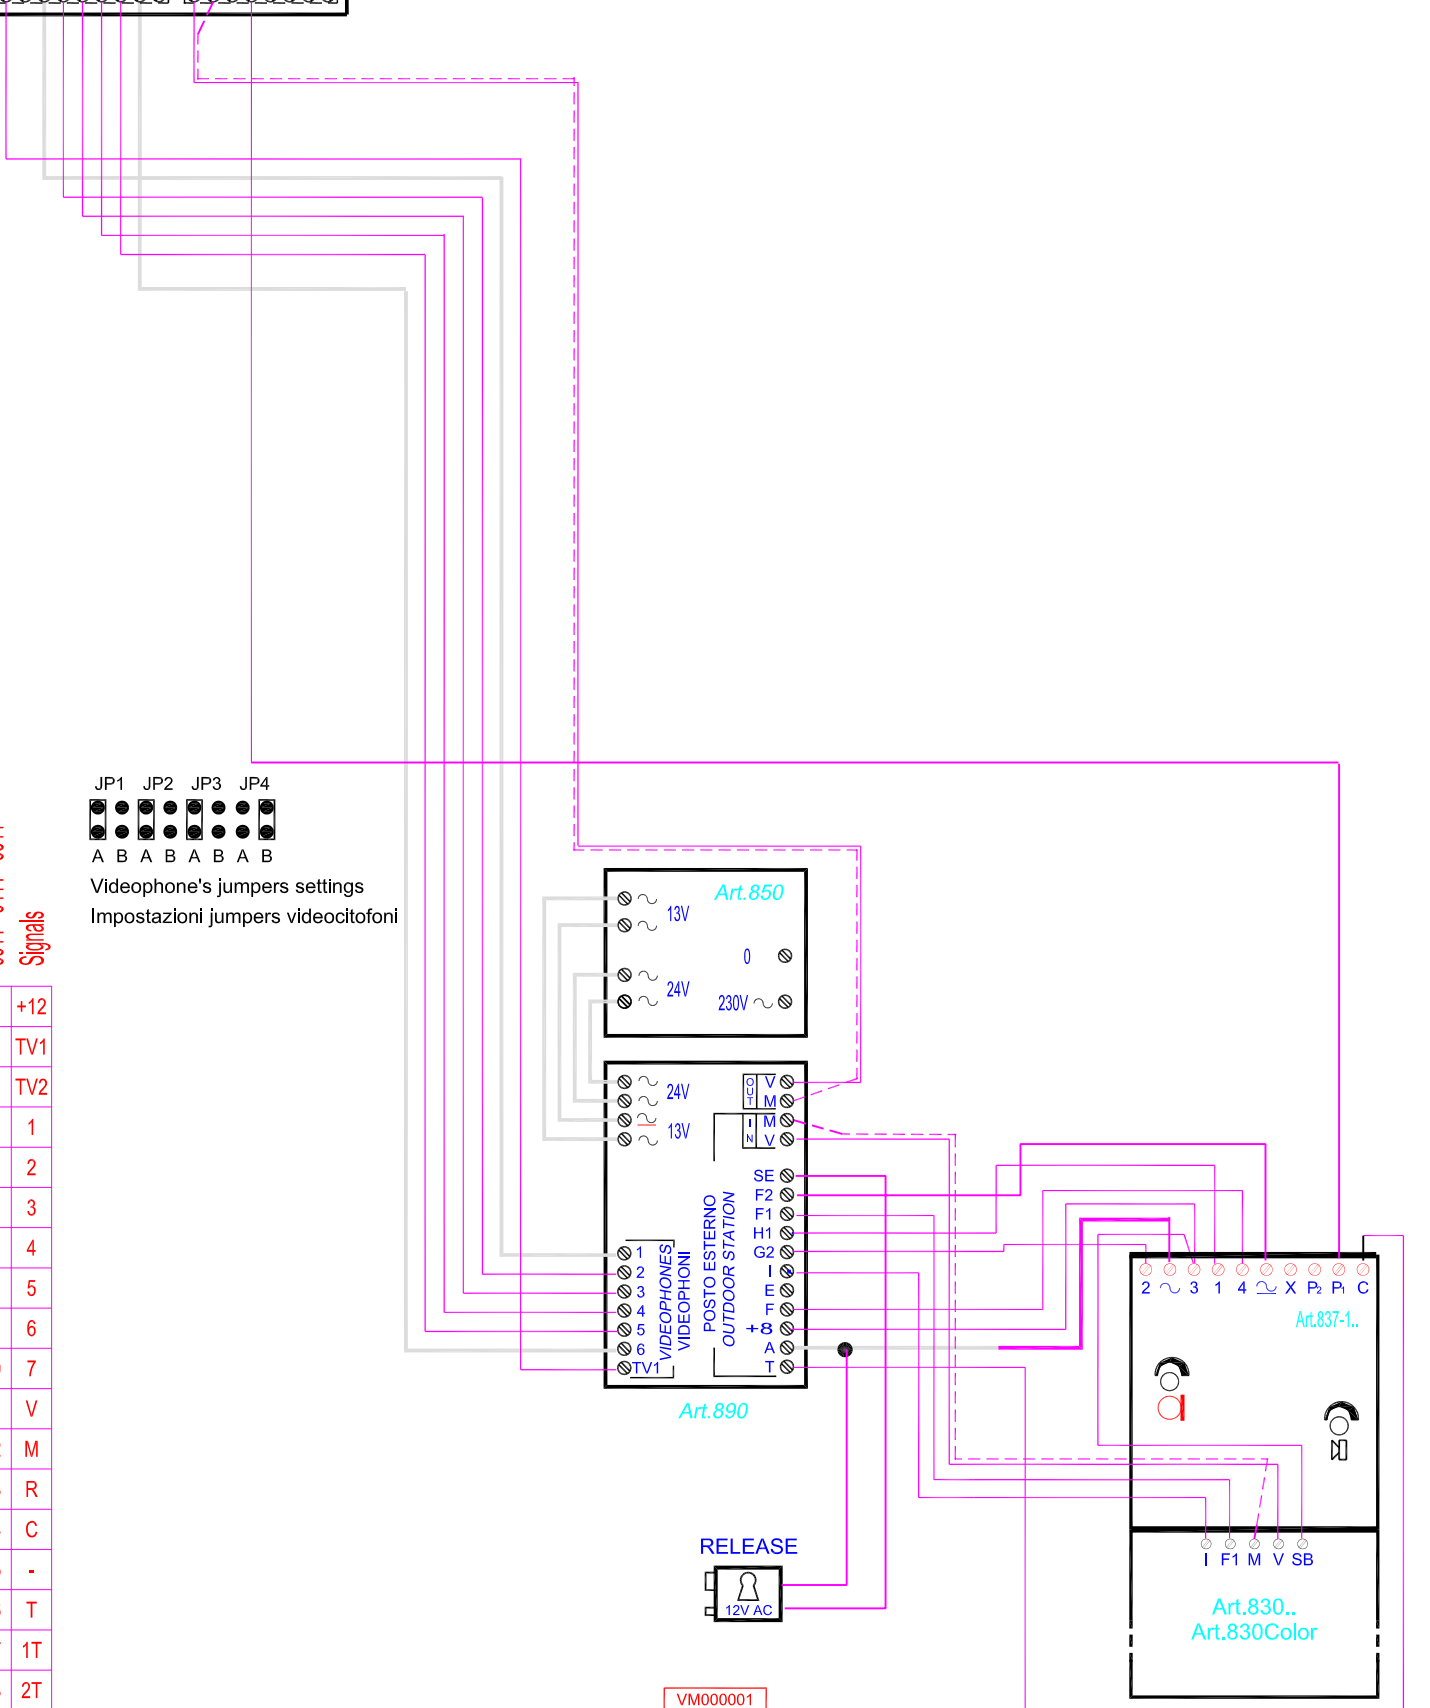 JP1 JP2 JP3 JP4
A B A B A B A B
Videophone's jumpers settings
Impostazioni jumpers videocitofoni
Signals
+12
TV1
TV2
1
2
3
4
5
6
7
V
M
R
C
-
T
1T
2T
Art.850
13V
0
24V
230V
24V
13V
OUT
V
M
IN
M
V
SE
F2
F1
H1
G2
I
E
F
+8
A
T
POSTO ESTERNO
OUTDOOR STATION
1
2
3
4
5
6
TV1
VIDEOPHONES
VIDEOPHONI
Art.890
RELEASE
12V AC
VM000001
2 3 1 4 X P2 P1 C
Art.837-1..
I F1 M V SB
Art.830..
Art.830Color